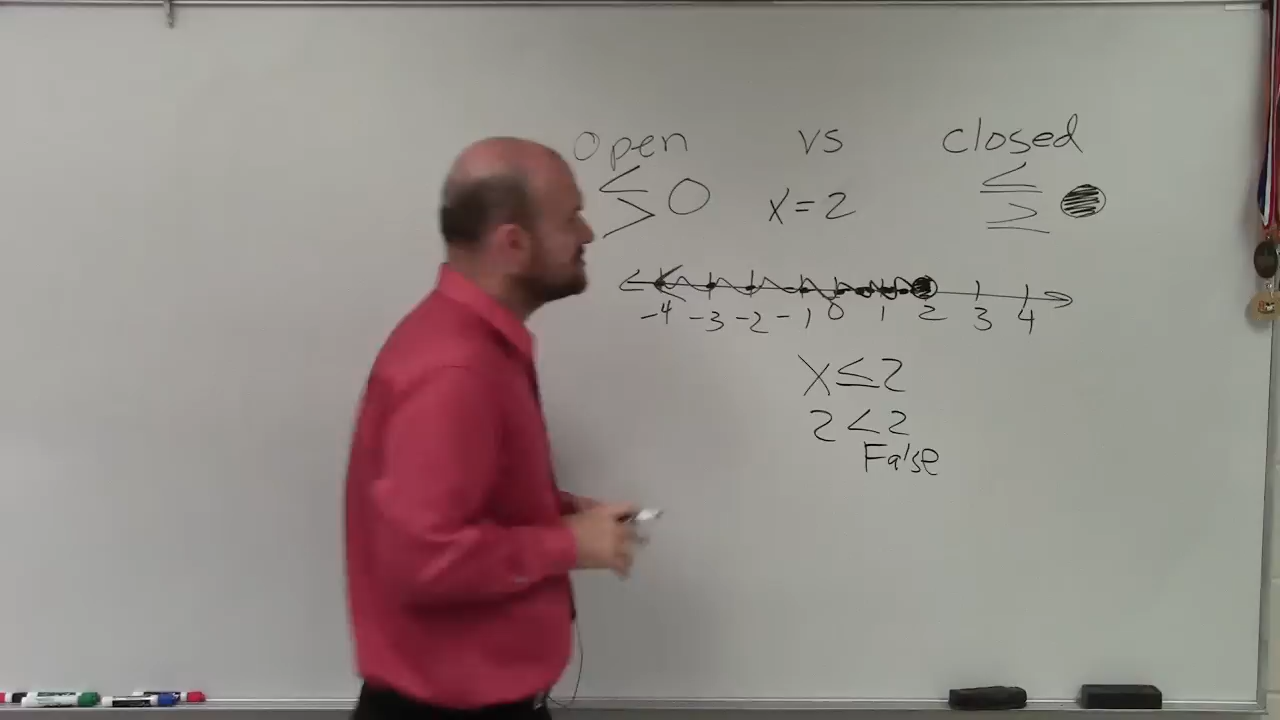 Open vs closed
< ≤
> O x=2 ≥
-4 -3 -2 -1 0 1 2 3 4
x≤2
2<2
False